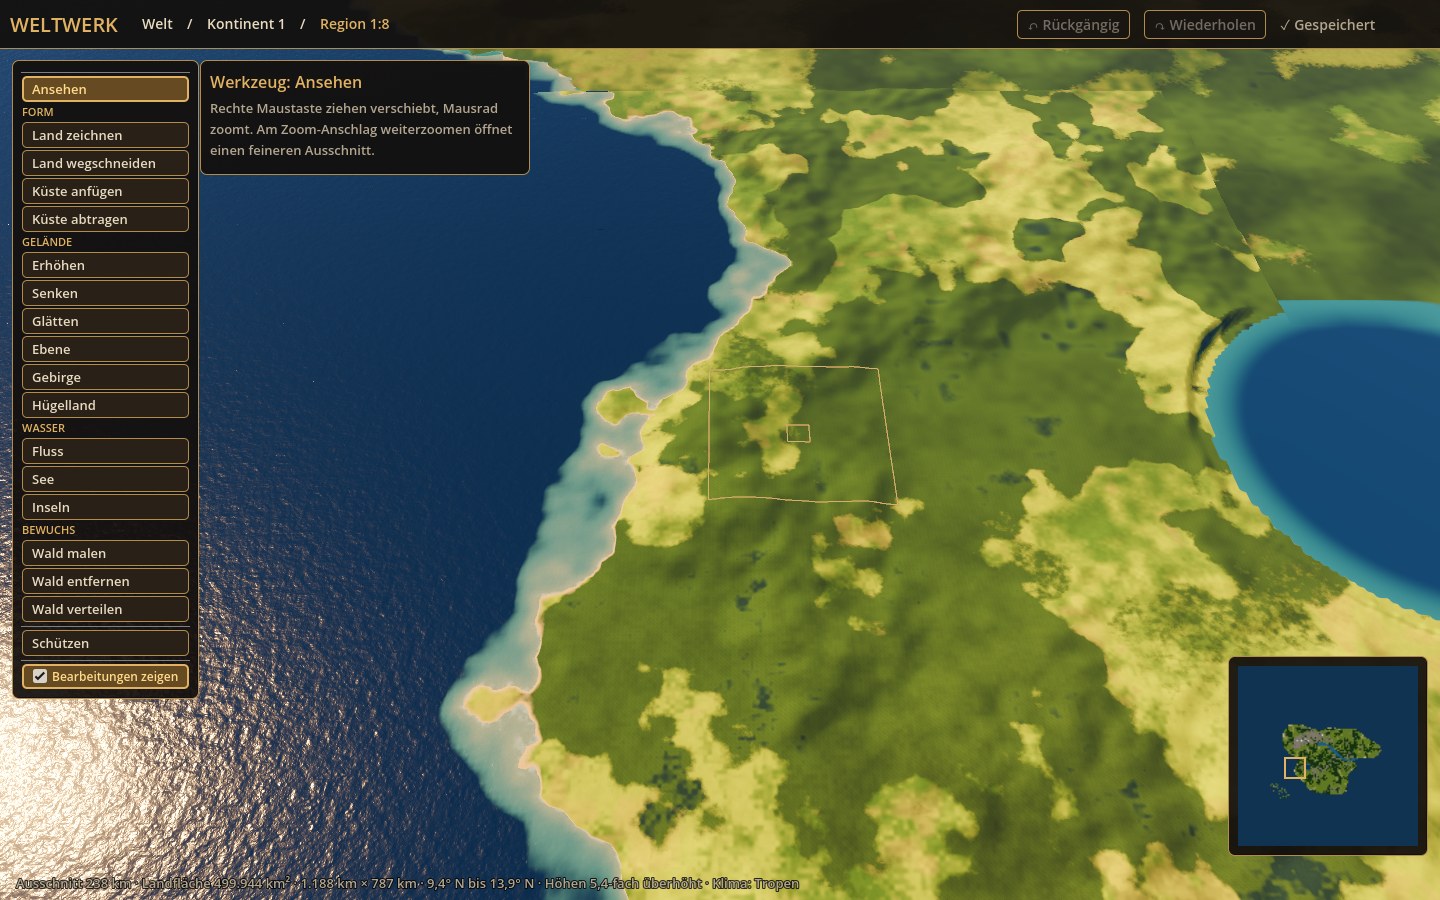 WELTWERK
Welt / Kontinent 1 / Region 1:8
Rückgängig
Wiederholen
✓ Gespeichert
Ansehen
FORM
Land zeichnen
Land wegschneiden
Küste anfügen
Küste abtragen
GELÄNDE
Erhöhen
Senken
Glätten
Ebene
Gebirge
Hügelland
WASSER
Fluss
See
Inseln
BEWUCHS
Wald malen
Wald entfernen
Wald verteilen
Schützen
Bearbeitungen zeigen
Werkzeug: Ansehen
Rechte Maustaste ziehen verschiebt, Mausrad
zoomt. Am Zoom-Anschlag weiterzoomen öffnet
einen feineren Ausschnitt.
Ausschnitt 238 km · Landfläche 499.944 km² · 1.188 km × 787 km · 9,4° N bis 13,9° N · Höhen 5,4-fach überhöht · Klima: Tropen